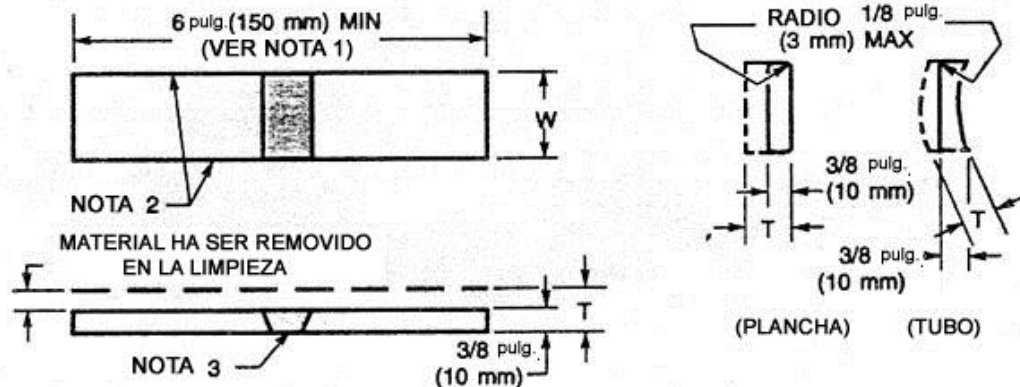 6 pulg. (150 mm) MIN
(VER NOTA 1)
W
NOTA 2
MATERIAL HA SER REMOVIDO
EN LA LIMPIEZA
T
NOTA 3
3/8 pulg.
(10 mm)
RADIO 1/8 pulg.
(3 mm) MAX
3/8 pulg.
(10 mm)
T
T
3/8 pulg.
(10 mm)
(PLANCHA)
(TUBO)